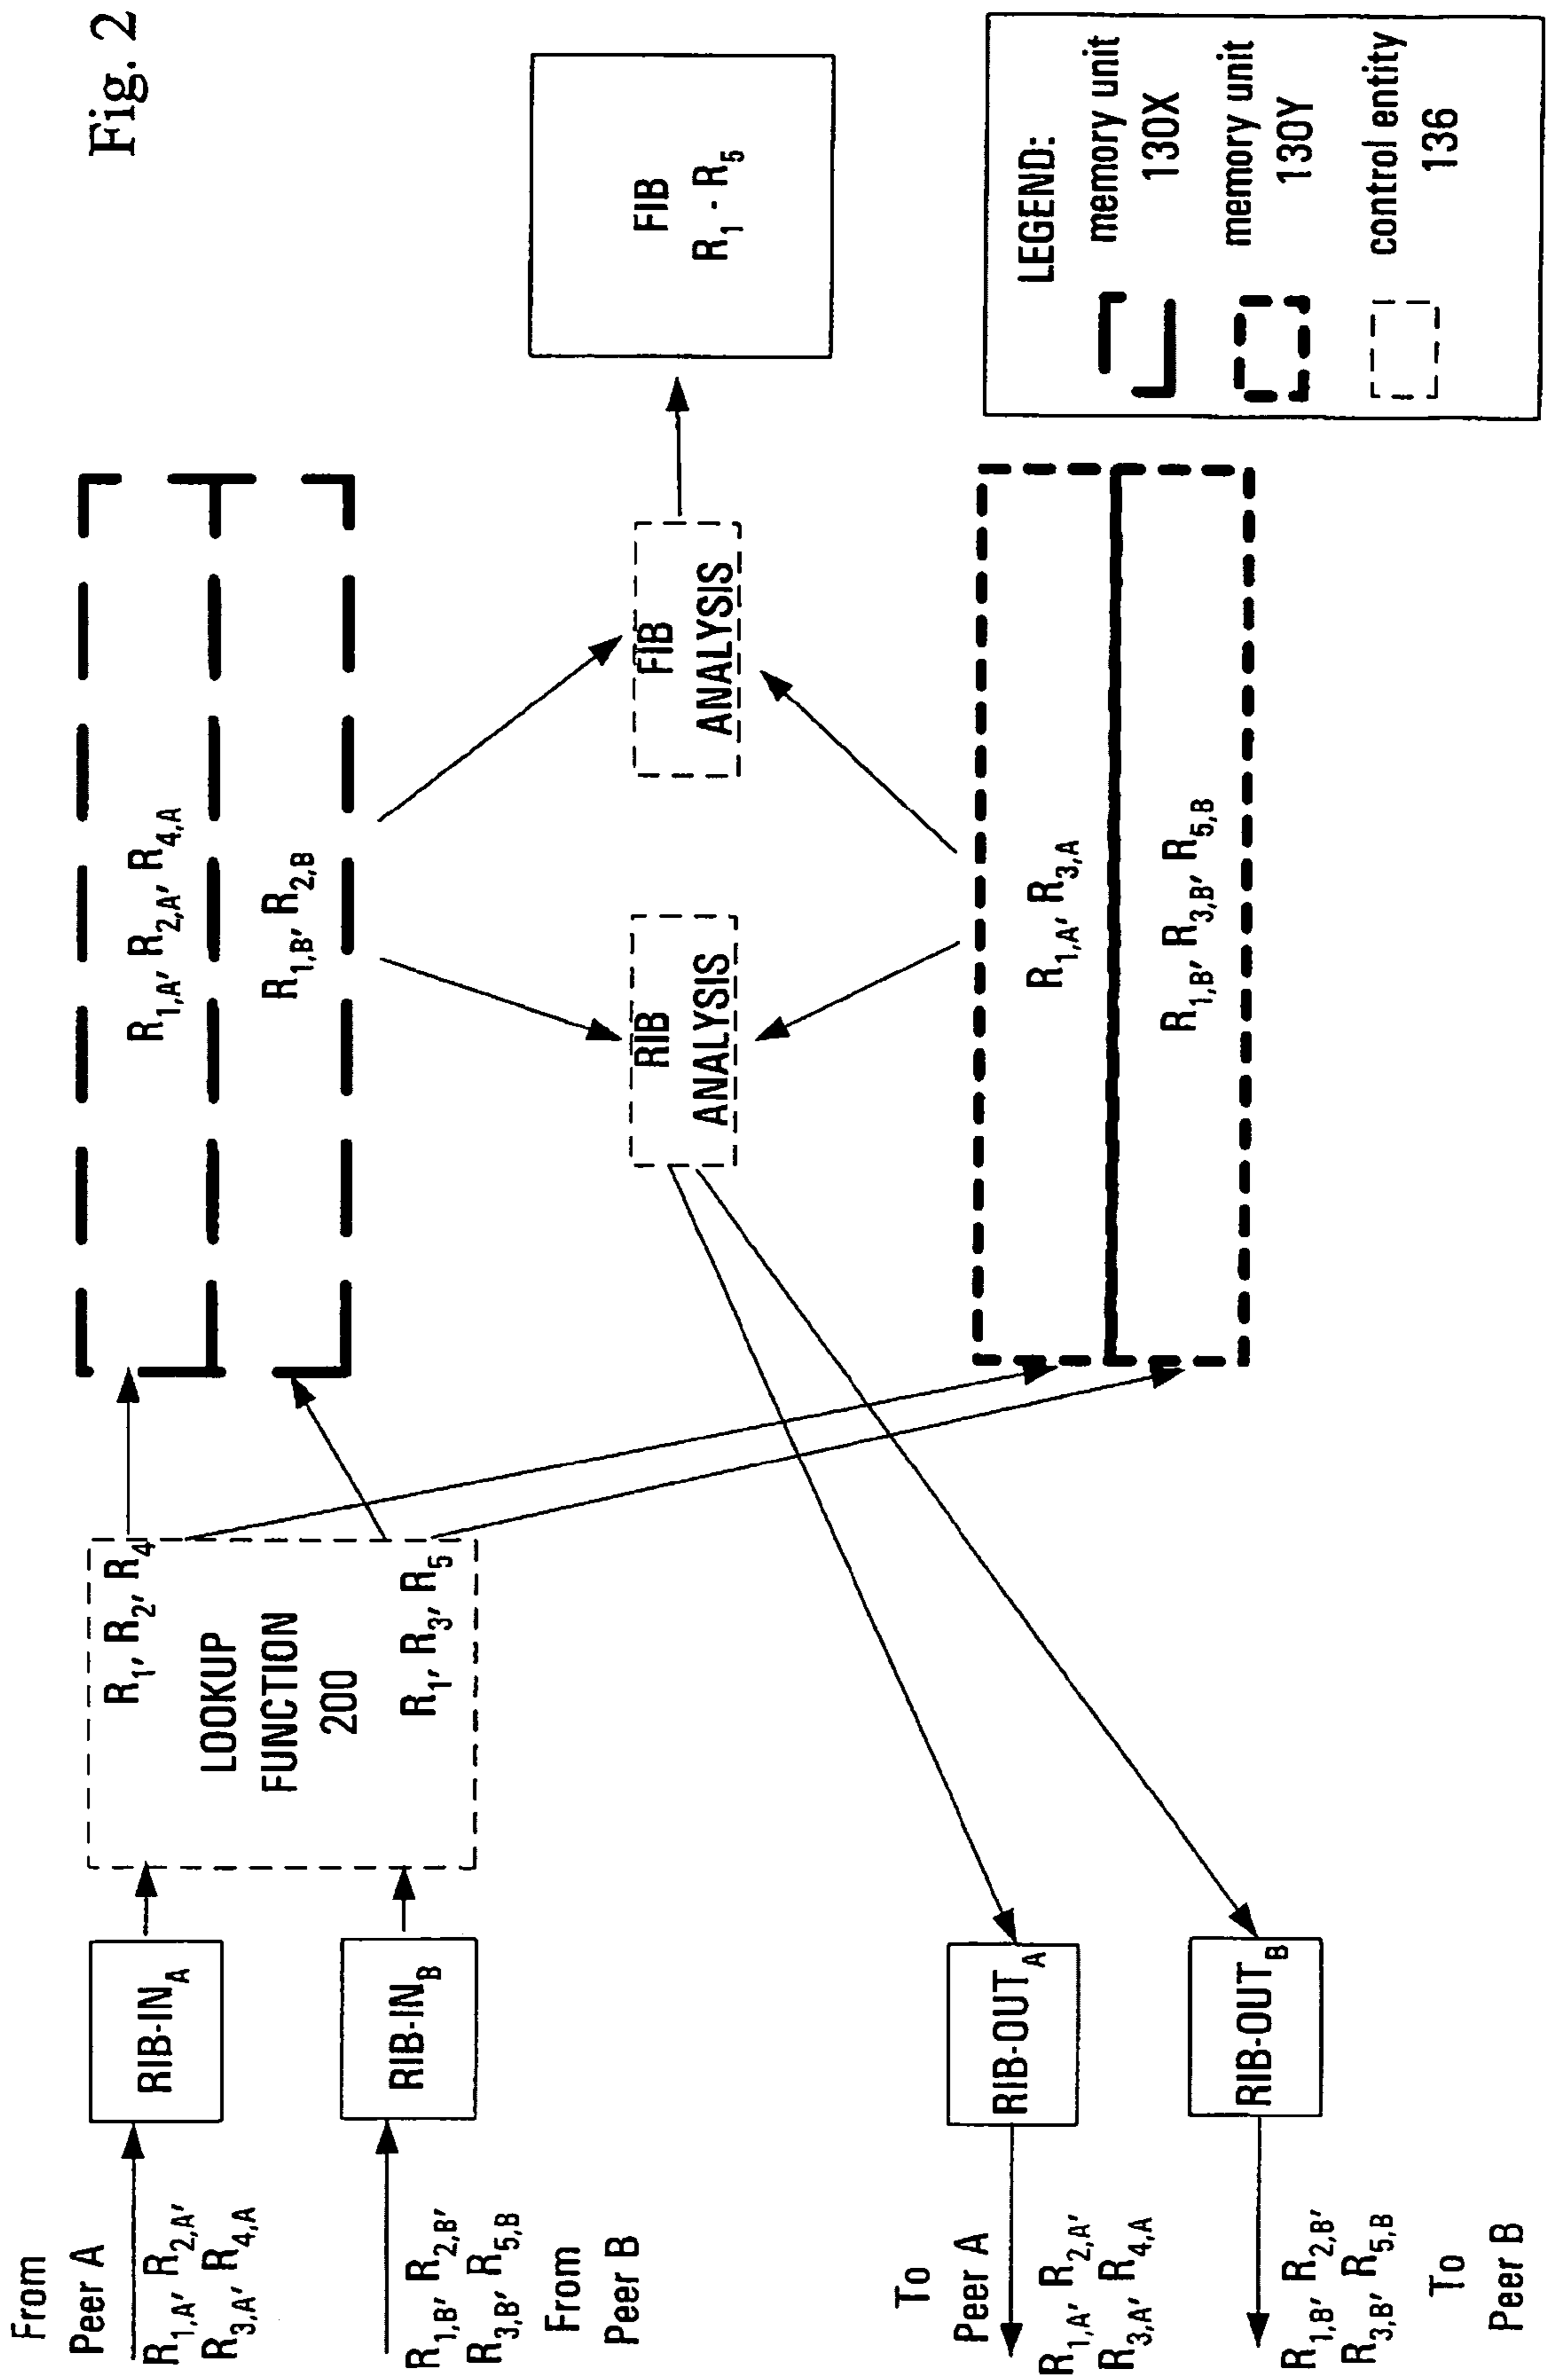 Fig. 2
From
Peer A
R1,A, R2,A,
R3,A, R4,A
RIB-INA
R1,B, R2,B,
R3,B, R5,B
From
Peer B
RIB-INB
R1, R2, R4
LOOKUP
FUNCTION
200
R1, R3, R5
R1,A, R2,A, R4,A
R1,B, R2,B
RIB
ANALYSIS
FIB
ANALYSIS
FIB
R1 - R5
R1,A, R3,A
R1,B, R3,B, R5,B
To
Peer A
R1,A, R2,A,
R3,A, R4,A
RIB-OUTA
R1,B, R2,B,
R3,B, R5,B
To
Peer B
RIB-OUTB
LEGEND:
memory unit
130X
memory unit
130Y
control entity
136